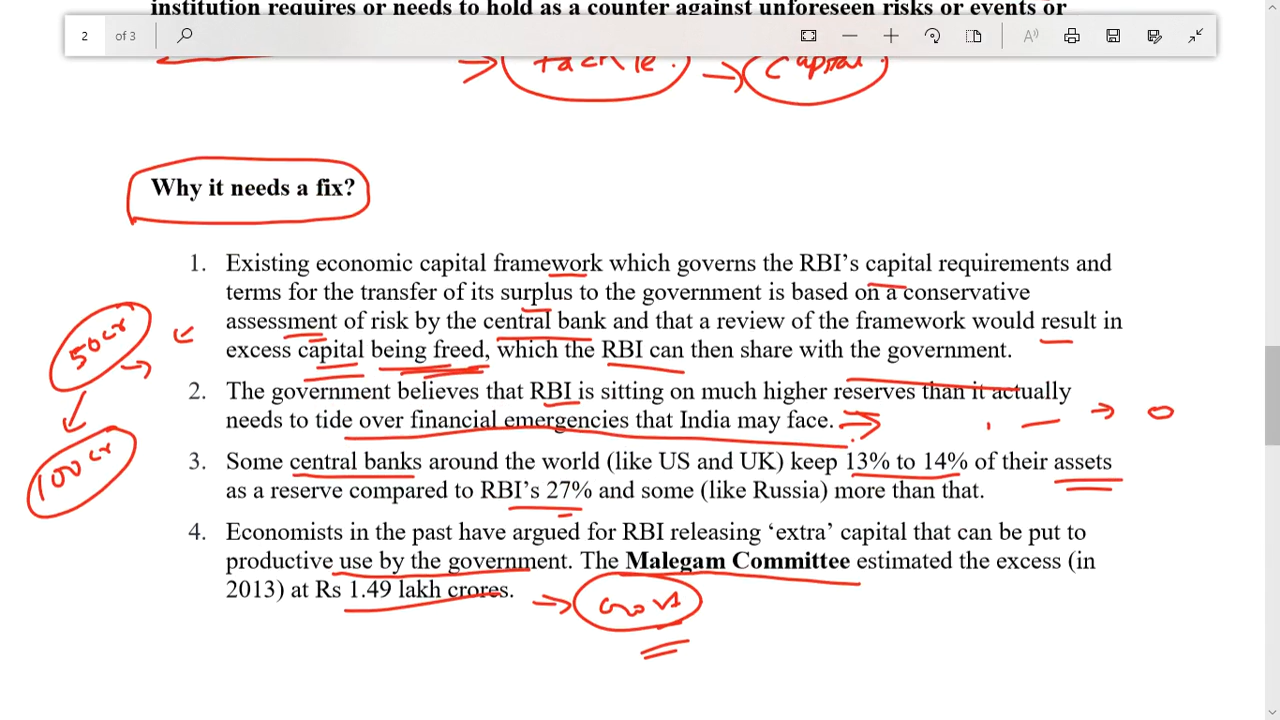 institution requires or needs to hold as a counter against unforeseen risks or events or
2 of 3
tackle. capital.
Why it needs a fix?
1. Existing economic capital framework which governs the RBI’s capital requirements and
terms for the transfer of its surplus to the government is based on a conservative
assessment of risk by the central bank and that a review of the framework would result in
excess capital being freed, which the RBI can then share with the government.
50cr
2. The government believes that RBI is sitting on much higher reserves than it actually
needs to tide over financial emergencies that India may face.
3. Some central banks around the world (like US and UK) keep 13% to 14% of their assets
100cr
as a reserve compared to RBI’s 27% and some (like Russia) more than that.
4. Economists in the past have argued for RBI releasing ‘extra’ capital that can be put to
productive use by the government. The Malegam Committee estimated the excess (in
2013) at Rs 1.49 lakh crores.
Govt